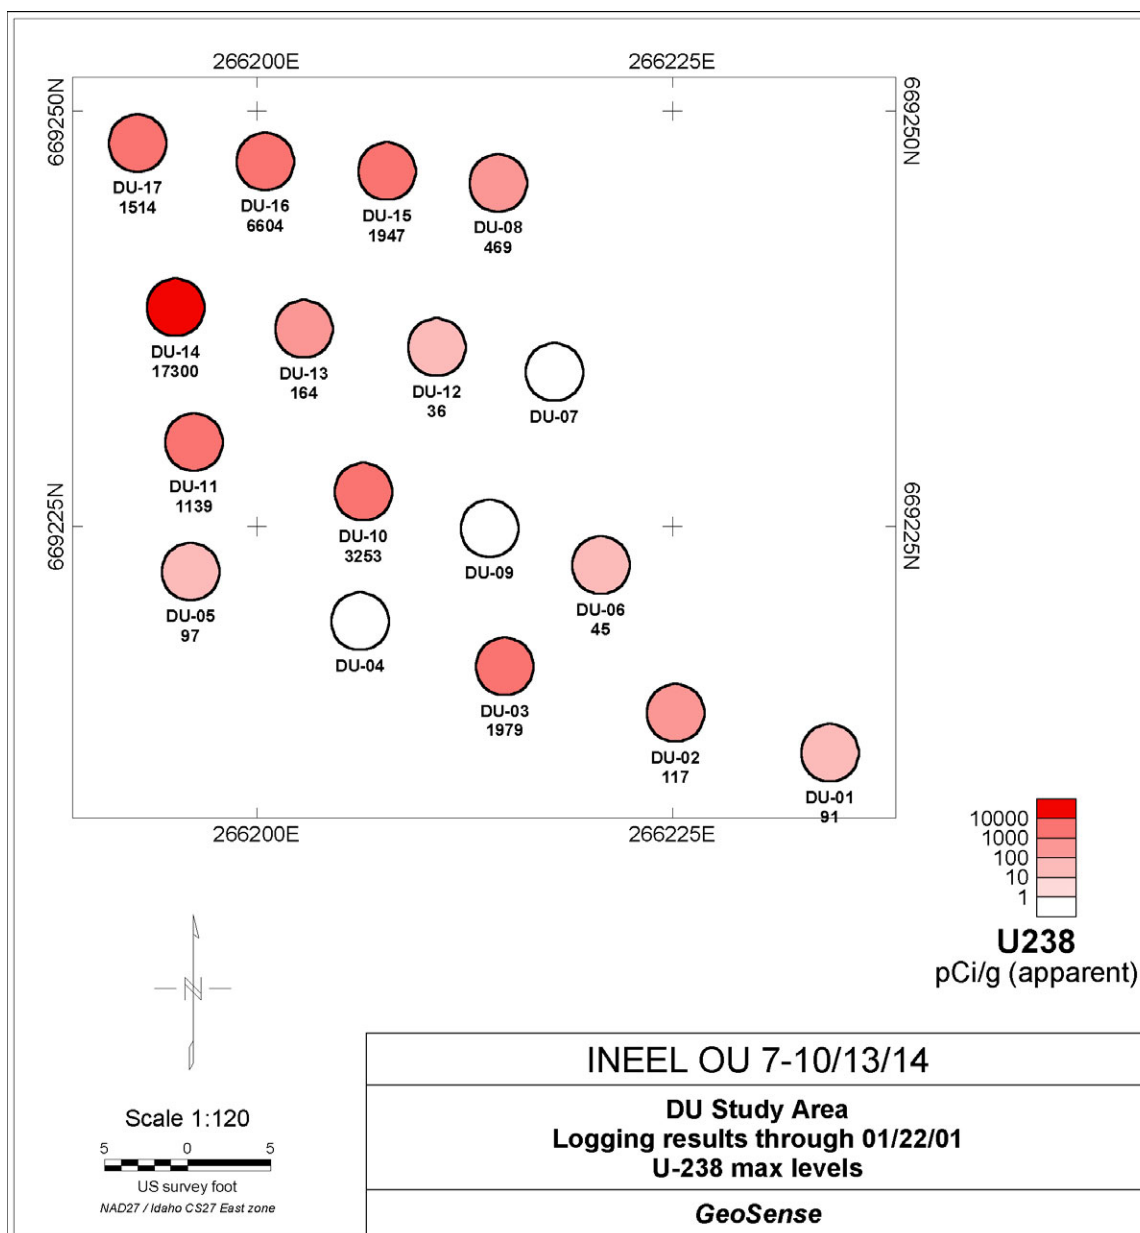 266200E 266225E
669250N 669250N
DU-17
1514
DU-16
6604
DU-15
1947
DU-08
469
DU-14
17300
DU-13
164
DU-12
36
DU-07
DU-11
1139
669225N 669225N
DU-10
3253
DU-09
DU-06
45
DU-05
97
DU-04
DU-03
1979
DU-02
117
DU-01
91
266200E 266225E
10000
1000
100
10
1
U238
pCi/g (apparent)
N
Scale 1:120
5 0 5
US survey foot
NAD27 / Idaho CS27 East zone
INEEL OU 7-10/13/14
DU Study Area
Logging results through 01/22/01
U-238 max levels
GeoSense